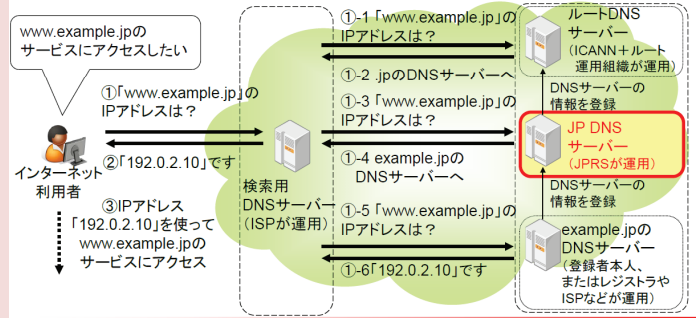 www.example.jpの
サービスにアクセスしたい
①「www.example.jp」の
IPアドレスは？
②「192.0.2.10」です
インターネット
利用者
③IPアドレス
「192.0.2.10」を使って
www.example.jpの
サービスにアクセス
検索用
DNSサーバー
（ISPが運用）
①-1「www.example.jp」の
IPアドレスは？
①-2 .jpのDNSサーバーへ
①-3「www.example.jp」の
IPアドレスは？
①-4 example.jpの
DNSサーバーへ
①-5「www.example.jp」の
IPアドレスは？
①-6「192.0.2.10」です
ルートDNS
サーバー
（ICANN＋ルート
運用組織が運用）
DNSサーバーの
情報を登録
JP DNS
サーバー
（JPRSが運用）
DNSサーバーの
情報を登録
example.jpの
DNSサーバー
（登録者本人、
またはレジストラや
ISPなどが運用）